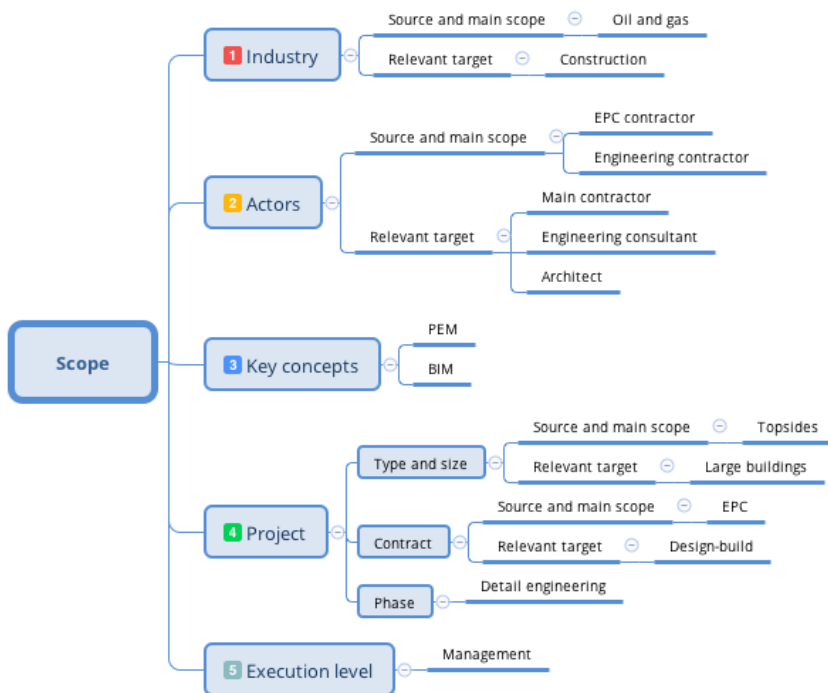 Scope
1 Industry
Source and main scope
Oil and gas
Relevant target
Construction
2 Actors
Source and main scope
EPC contractor
Engineering contractor
Relevant target
Main contractor
Engineering consultant
Architect
3 Key concepts
PEM
BIM
4 Project
Type and size
Source and main scope
Topsides
Relevant target
Large buildings
Contract
Source and main scope
EPC
Relevant target
Design-build
Phase
Detail engineering
5 Execution level
Management